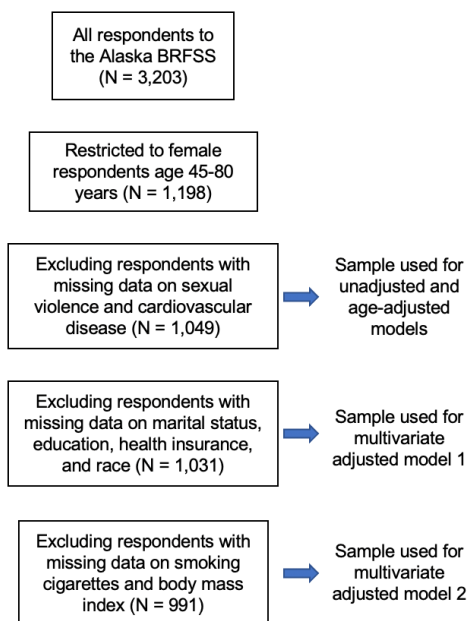 All respondents to
the Alaska BRFSS
(N = 3,203)
Restricted to female
respondents age 45-80
years (N = 1,198)
Excluding respondents with
missing data on sexual
violence and cardiovascular
disease (N = 1,049)
Sample used for
unadjusted and
age-adjusted
models
Excluding respondents with
missing data on marital status,
education, health insurance,
and race (N = 1,031)
Sample used for
multivariate
adjusted model 1
Excluding respondents with
missing data on smoking
cigarettes and body mass
index (N = 991)
Sample used for
multivariate
adjusted model 2